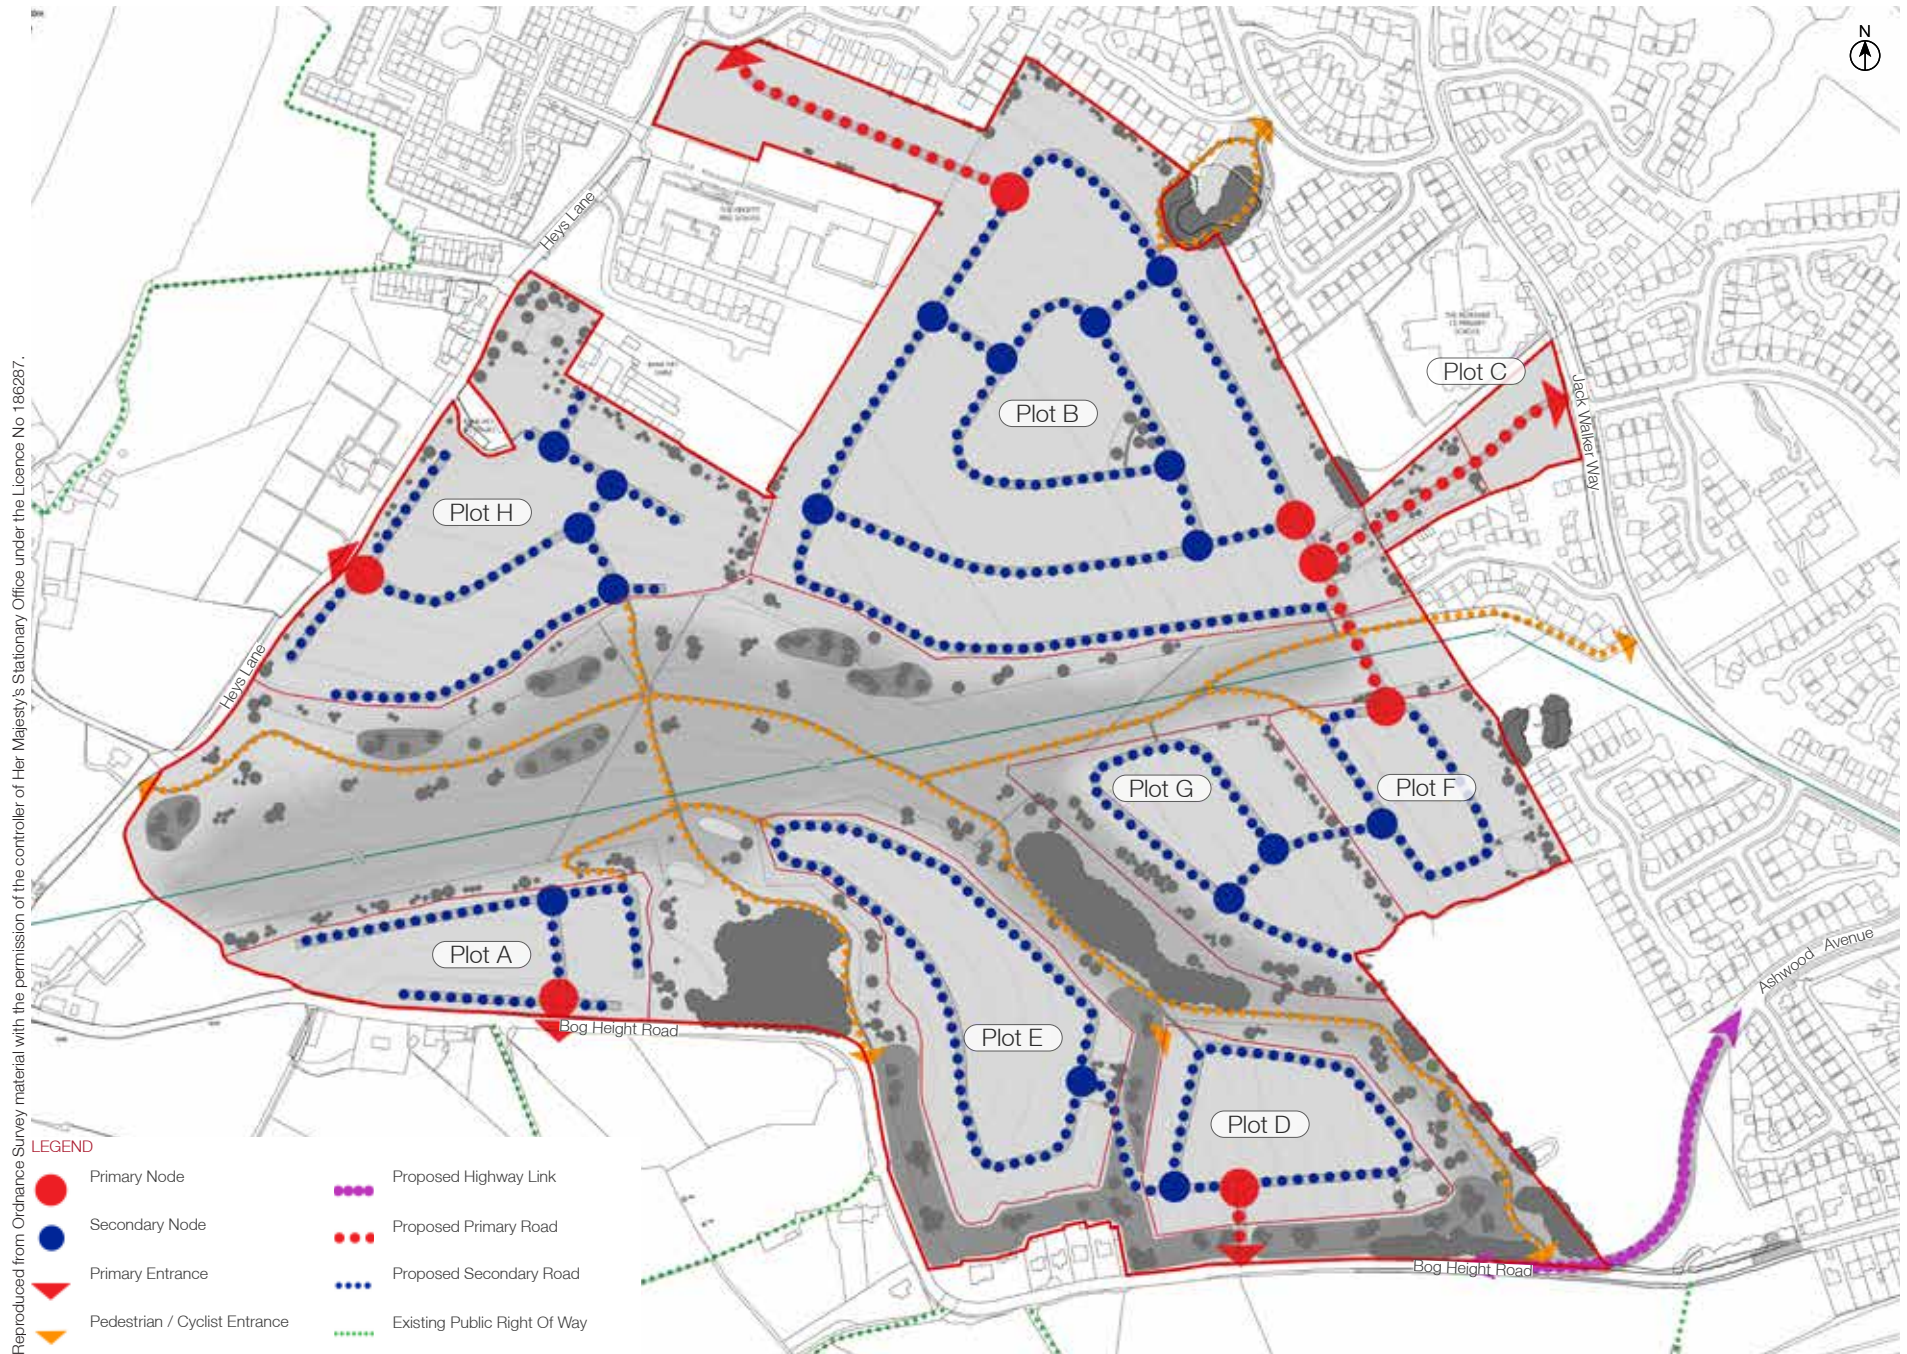 N
Heys Lane
Plot C
Jack Walker Way
Plot B
Plot H
Heys Lane
Plot G
Plot F
Plot A
Ashwood Avenue
Bog Height Road
Plot E
Plot D
Bog Height Road
LEGEND
Primary Node
Secondary Node
Primary Entrance
Pedestrian / Cyclist Entrance
Proposed Highway Link
Proposed Primary Road
Proposed Secondary Road
Existing Public Right Of Way
Reproduced from Ordnance Survey material with the permission of the controller of Her Majesty's Stationary Office under the Licence No 186287.